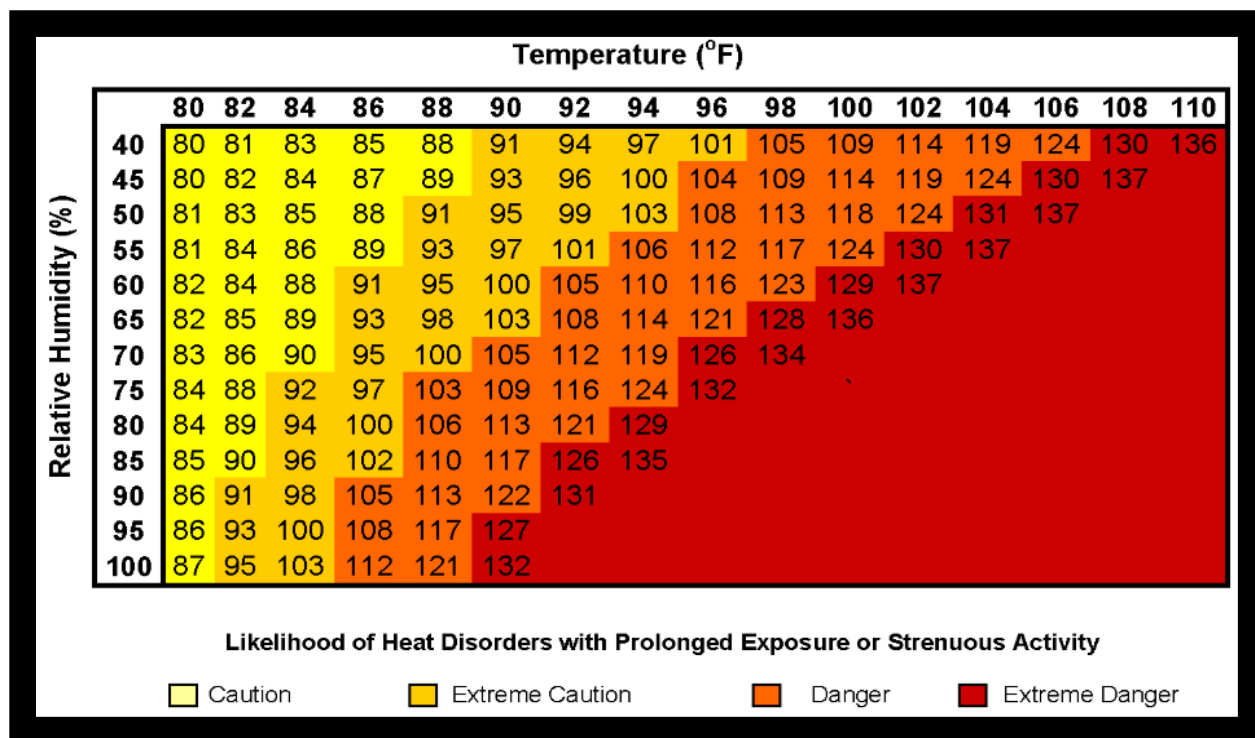 Temperature (°F)
80 82 84 86 88 90 92 94 96 98 100 102 104 106 108 110
Relative Humidity (%)
40 80 81 83 85 88 91 94 97 101 105 109 114 119 124 130 136
45 80 82 84 87 89 93 96 100 104 109 114 119 124 130 137
50 81 83 85 88 91 95 99 103 108 113 118 124 131 137
55 81 84 86 89 93 97 101 106 112 117 124 130 137
60 82 84 88 91 95 100 105 110 116 123 129 137
65 82 85 89 93 98 103 108 114 121 128 136
70 83 86 90 95 100 105 112 119 126 134
75 84 88 92 97 103 109 116 124 132
80 84 89 94 100 106 113 121 129
85 85 90 96 102 110 117 126 135
90 86 91 98 105 113 122 131
95 86 93 100 108 117 127
100 87 95 103 112 121 132
Likelihood of Heat Disorders with Prolonged Exposure or Strenuous Activity
Caution Extreme Caution Danger Extreme Danger